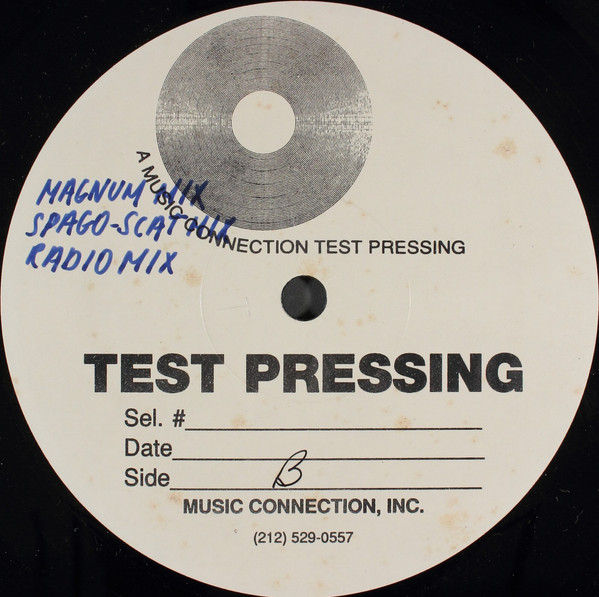 MAGNUM MIX
SPAGO-SCAT MIX
RADIO MIX
A MUSIC CONNECTION TEST PRESSING
TEST PRESSING
Sel. #
Date
Side B
MUSIC CONNECTION, INC.
(212) 529-0557